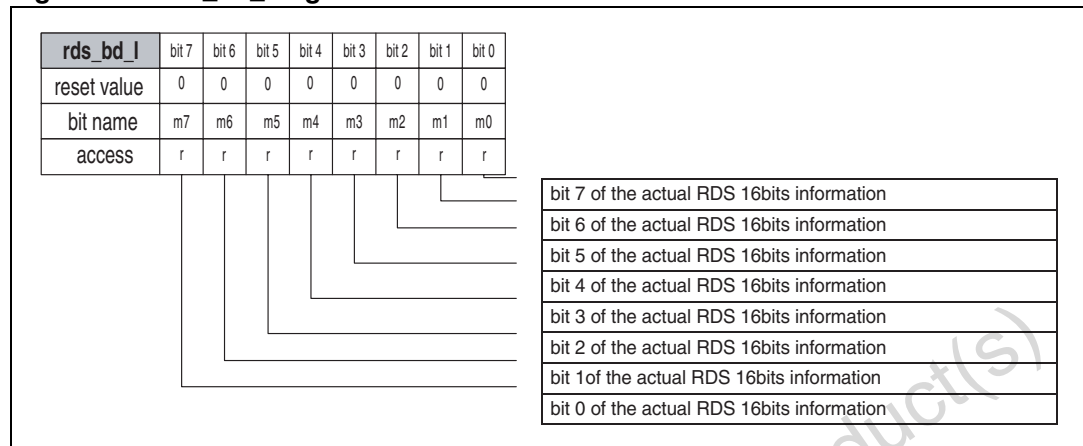 rds_bd_l bit 7 bit 6 bit 5 bit 4 bit 3 bit 2 bit 1 bit 0
reset value 0 0 0 0 0 0 0 0
bit name m7 m6 m5 m4 m3 m2 m1 m0
access r r r r r r r r
bit 7 of the actual RDS 16bits information
bit 6 of the actual RDS 16bits information
bit 5 of the actual RDS 16bits information
bit 4 of the actual RDS 16bits information
bit 3 of the actual RDS 16bits information
bit 2 of the actual RDS 16bits information
bit 1of the actual RDS 16bits information
bit 0 of the actual RDS 16bits information
duct(s)